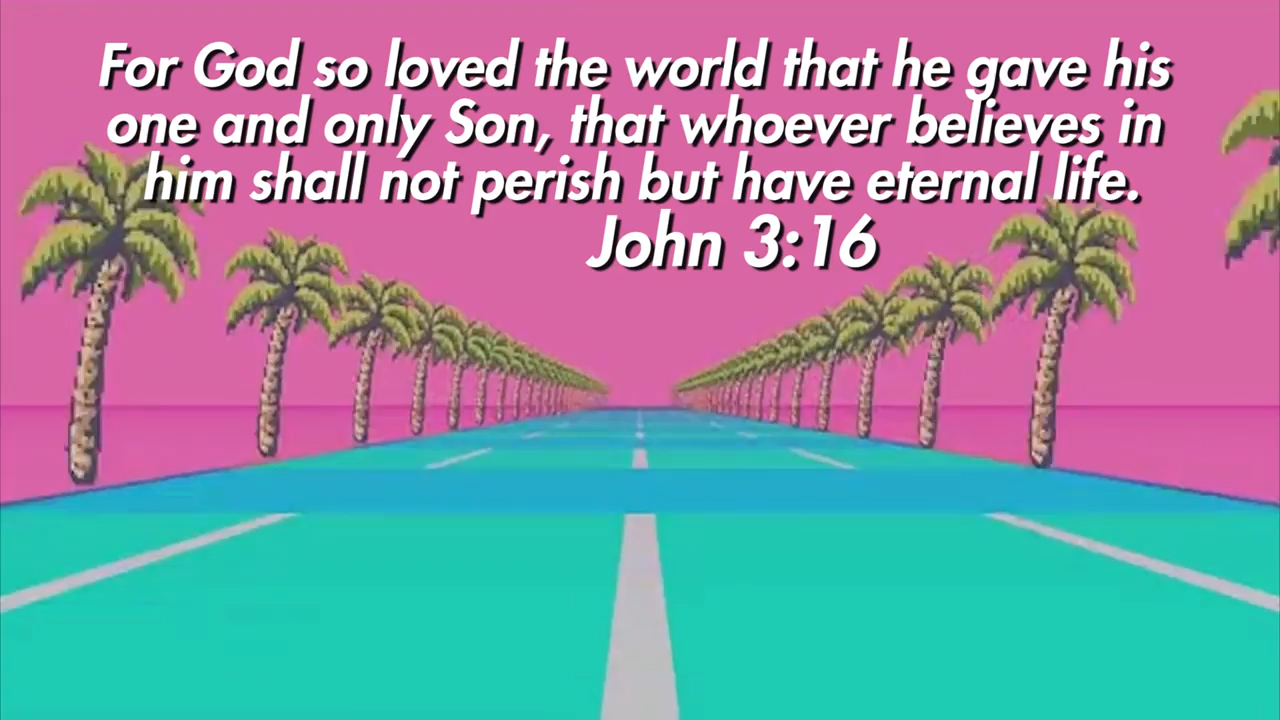 For God so loved the world that he gave his
one and only Son, that whoever believes in
him shall not perish but have eternal life.
John 3:16